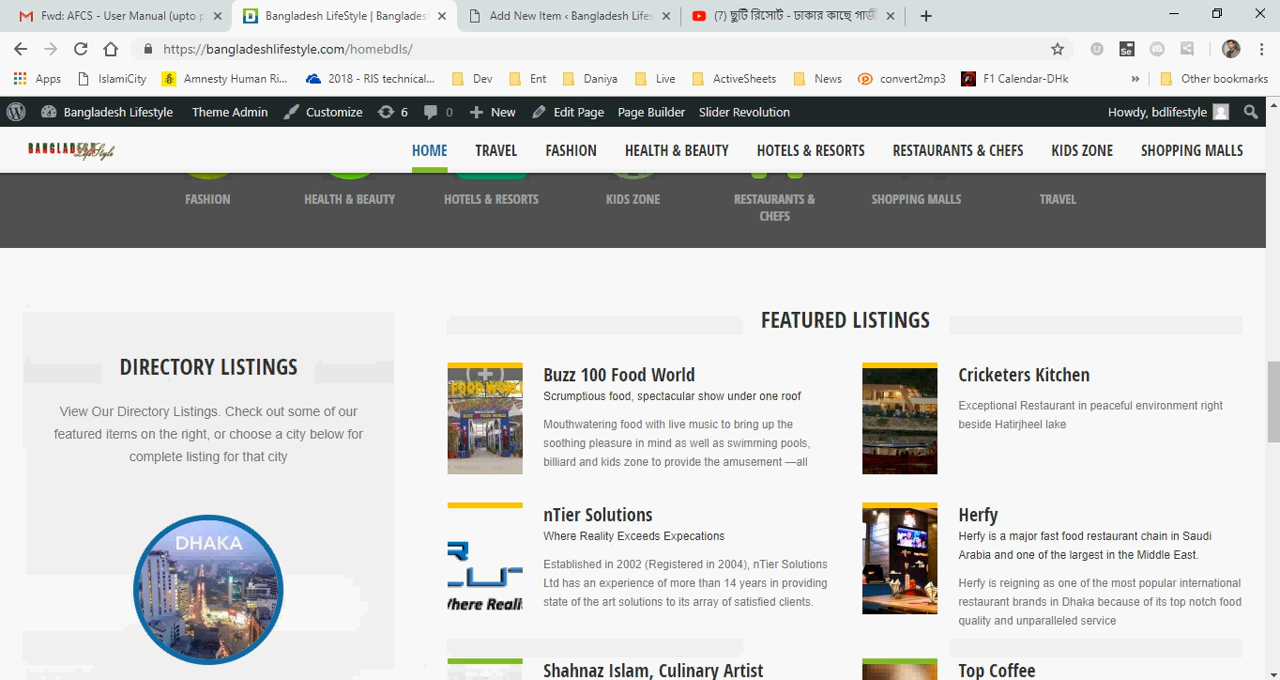 Fwd: AFCS - User Manual (upto p
Bangladesh LifeStyle | Banglades
Add New Item ‹ Bangladesh Lifes
(7) ছুটি রিসোর্ট - ঢাকার কাছে গাজী
https://bangladeshlifestyle.com/homebdls/
Apps
IslamiCity
Amnesty Human Ri...
2018 - RIS technical...
Dev
Ent
Daniya
Live
ActiveSheets
News
convert2mp3
F1 Calendar-DHk
»
Other bookmarks
Bangladesh Lifestyle
Theme Admin
Customize
6
0
New
Edit Page
Page Builder
Slider Revolution
Howdy, bdlifestyle
BANGLADESH LifeStyle
HOME
TRAVEL
FASHION
HEALTH & BEAUTY
HOTELS & RESORTS
RESTAURANTS & CHEFS
KIDS ZONE
SHOPPING MALLS
FASHION
HEALTH & BEAUTY
HOTELS & RESORTS
KIDS ZONE
RESTAURANTS &
CHEFS
SHOPPING MALLS
TRAVEL
DIRECTORY LISTINGS
View Our Directory Listings. Check out some of our
featured items on the right, or choose a city below for
complete listing for that city
DHAKA
FEATURED LISTINGS
FOOD WORLD
Buzz 100 Food World
Scrumptious food, spectacular show under one roof
Mouthwatering food with live music to bring up the
soothing pleasure in mind as well as swimming pools,
billiard and kids zone to provide the amusement —all
Cricketers Kitchen
Exceptional Restaurant in peaceful environment right
beside Hatirjheel lake
Where Reali
nTier Solutions
Where Reality Exceeds Expecations
Established in 2002 (Registered in 2004), nTier Solutions
Ltd has an experience of more than 14 years in providing
state of the art solutions to its array of satisfied clients.
Herfy
Herfy is a major fast food restaurant chain in Saudi
Arabia and one of the largest in the Middle East.
Herfy is reigning as one of the most popular international
restaurant brands in Dhaka because of its top notch food
quality and unparalleled service
Shahnaz Islam, Culinary Artist
Top Coffee